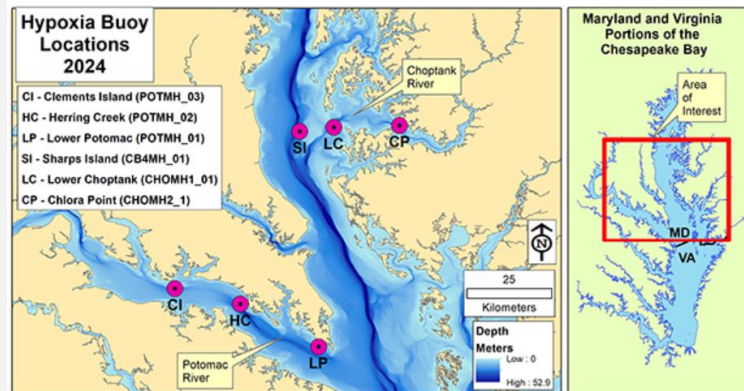 Hypoxia Buoy
Locations
2024
CI - Clements Island (POTMH_03)
HC - Herring Creek (POTMH_02)
LP - Lower Potomac (POTMH_01)
SI - Sharps Island (CB4MH_01)
LC - Lower Choptank (CHOMH1_01)
CP - Chlora Point (CHOMH2_1)
Choptank
River
SI
LC
CP
CI
HC
LP
Potomac
River
N
25
Kilometers
Depth
Meters
Low : 0
High : 52.9
Maryland and Virginia
Portions of the
Chesapeake Bay
Area
of
Interest
MD
VA